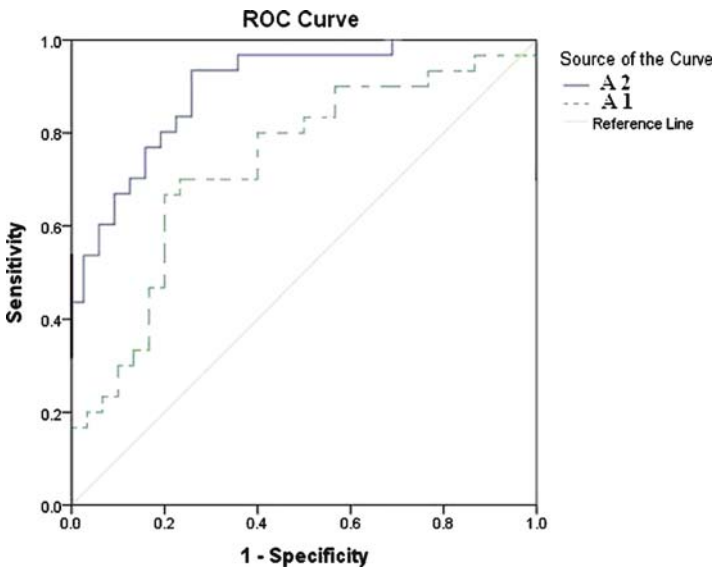 ROC Curve
Source of the Curve
A 2
A 1
Reference Line
Sensitivity
1.0
0.8
0.6
0.4
0.2
0.0
0.0 0.2 0.4 0.6 0.8 1.0
1 - Specificity